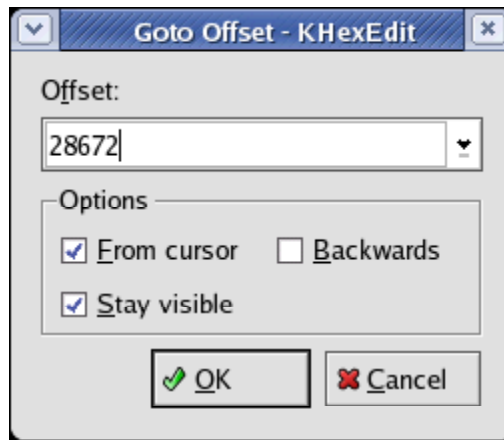 Goto Offset - KHexEdit
Offset:
28672
Options
From cursor
Backwards
Stay visible
OK
Cancel